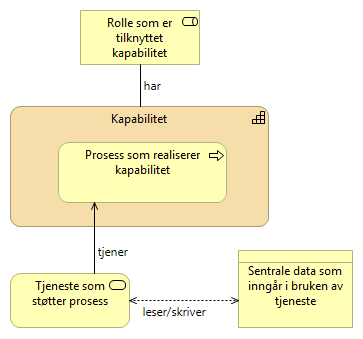 Rolle som er
tilknyttet
kapabilitet
har
Kapabilitet
Prosess som realiserer
kapabilitet
tjener
Tjeneste som
støtter prosess
leser/skriver
Sentrale data som
inngår i bruken av
tjeneste